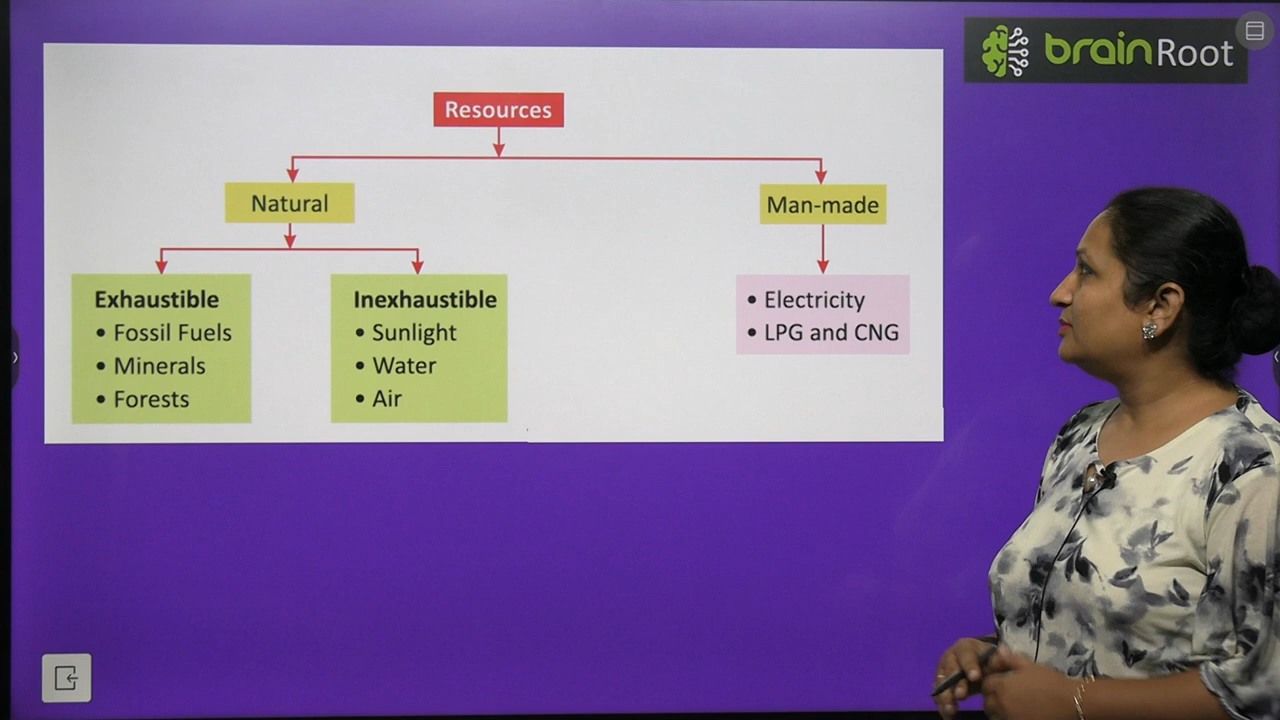 brainRoot
Resources
Natural
Man-made
Exhaustible
• Fossil Fuels
• Minerals
• Forests
Inexhaustible
• Sunlight
• Water
• Air
• Electricity
• LPG and CNG